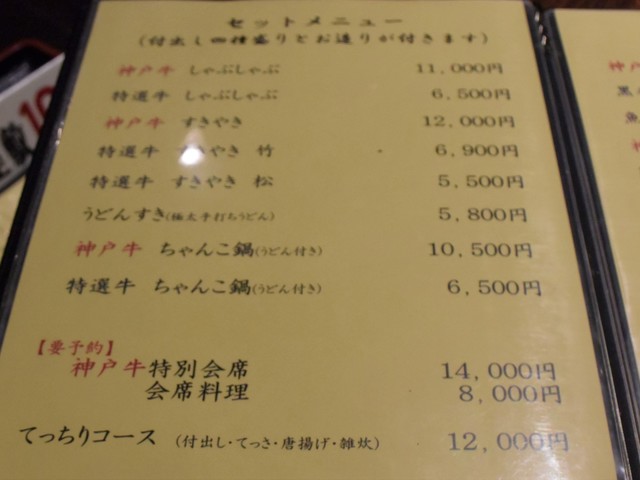 セットメニュー
(付出し四種盛りとお造りが付きます)
神戸牛 しゃぶしゃぶ 11,000円
特選牛 しゃぶしゃぶ 6,500円
神戸牛 すきやき 12,000円
特選牛 すきやき 竹 6,900円
特選牛 すきやき 松 5,500円
うどんすき(極太手打ちうどん) 5,800円
神戸牛 ちゃんこ鍋(うどん付き) 10,500円
特選牛 ちゃんこ鍋(うどん付き) 6,500円
【要予約】
神戸牛特別会席 14,000円
会席料理 8,000円
てっちりコース (付出し・てっさ・唐揚げ・雑炊) 12,000円
神戸
黒
魚